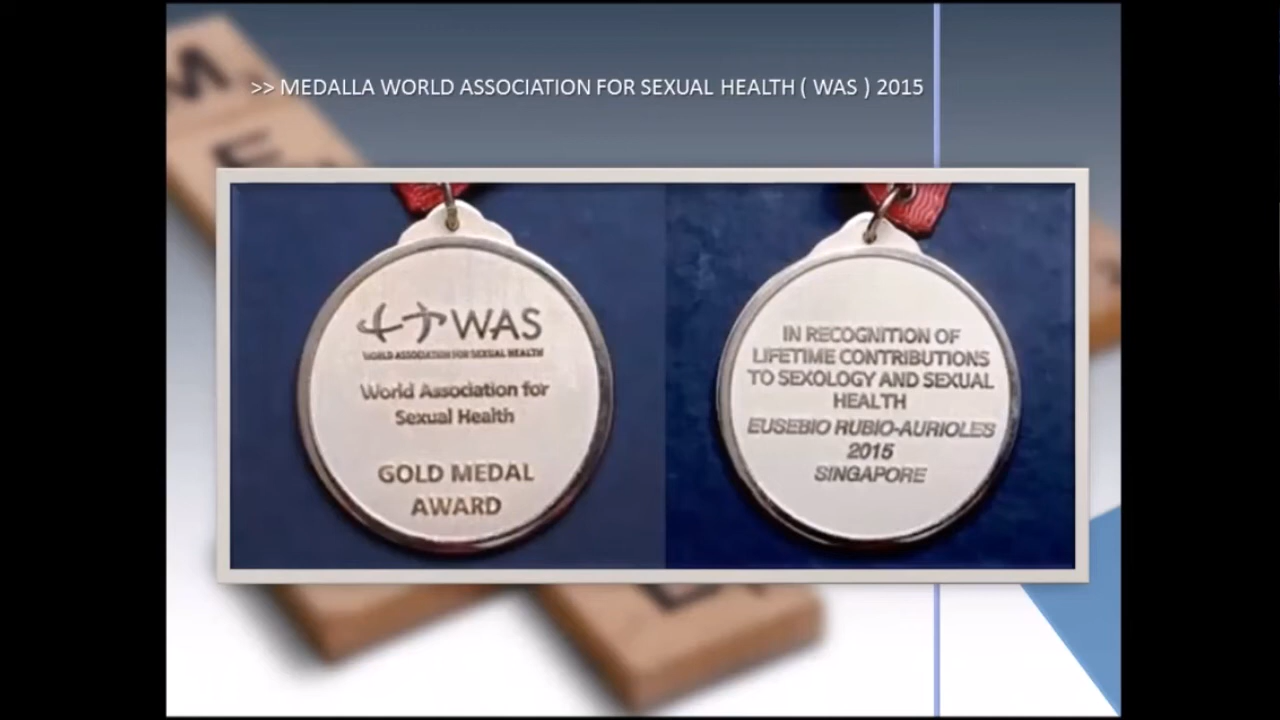 >> MEDALLA WORLD ASSOCIATION FOR SEXUAL HEALTH ( WAS ) 2015
M
E
WAS
WORLD ASSOCIATION FOR SEXUAL HEALTH
World Association for
Sexual Health
GOLD MEDAL
AWARD
IN RECOGNITION OF
LIFETIME CONTRIBUTIONS
TO SEXOLOGY AND SEXUAL
HEALTH
EUSEBIO RUBIO-AURIOLES
2015
SINGAPORE